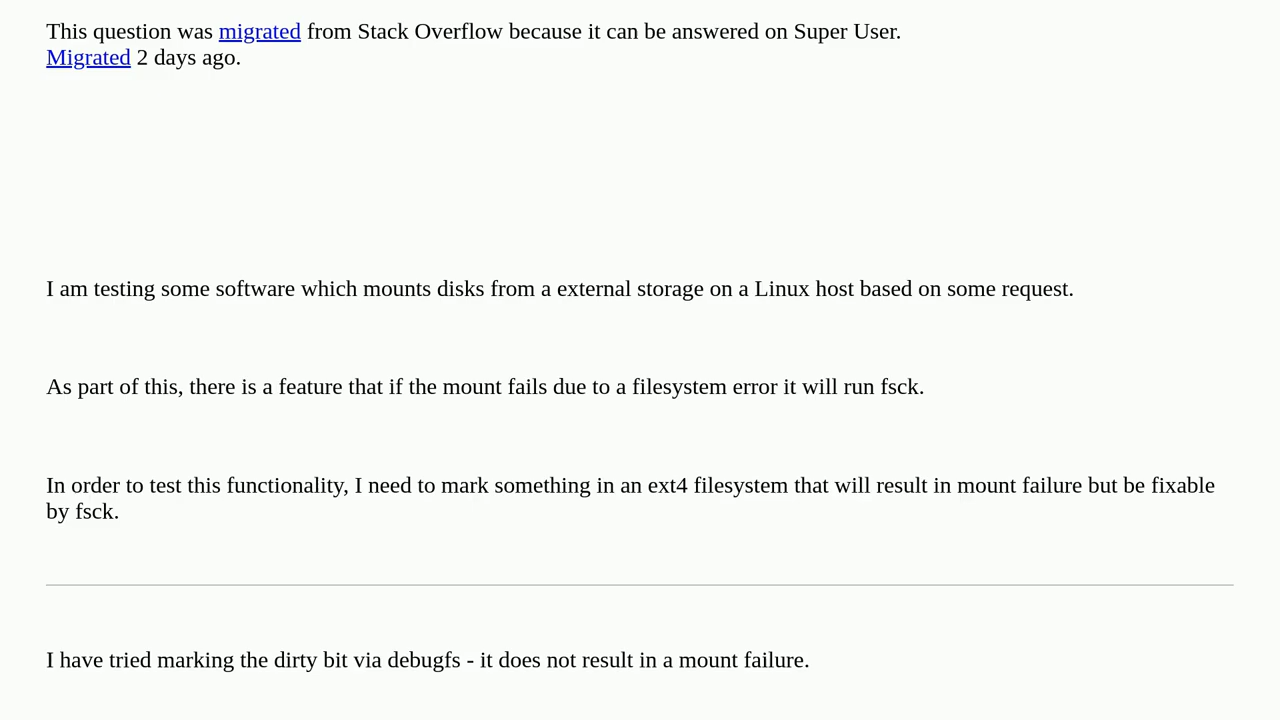 This question was migrated from Stack Overflow because it can be answered on Super User.
Migrated 2 days ago.
I am testing some software which mounts disks from a external storage on a Linux host based on some request.
As part of this, there is a feature that if the mount fails due to a filesystem error it will run fsck.
In order to test this functionality, I need to mark something in an ext4 filesystem that will result in mount failure but be fixable
by fsck.
I have tried marking the dirty bit via debugfs - it does not result in a mount failure.